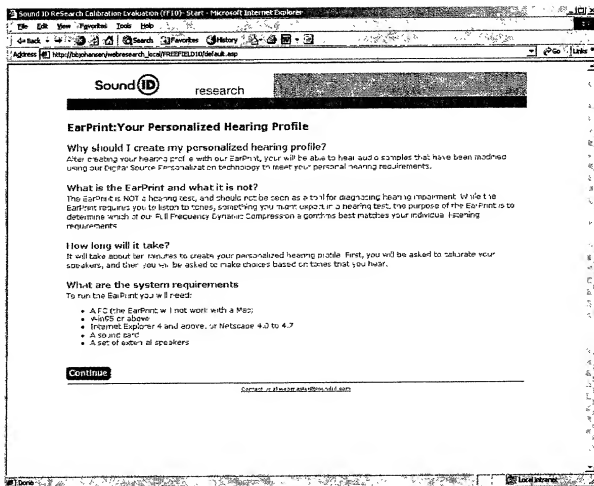 Sound ID ReSearch Calibration Evaluation (FF10)- Start - Microsoft Internet Explorer
File Edit View Favorites Tools Help
Back Search Favorites History
Address http://bbjohansen/webresearch_local/FREEFIELD10/default.asp Go Links
Sound ID research
EarPrint:Your Personalized Hearing Profile
Why should I create my personalized hearing profile?
After creating your hearing profile with our EarPrint, your will be able to hear audio samples that have been modified
using our Digital Source Personalization technology to meet your personal hearing requirements.
What is the EarPrint and what it is not?
The EarPrint is NOT a hearing test, and should not be seen as a tool for diagnosing hearing impairment. While the
EarPrint requires you to listen to tones, something you might expect in a hearing test, the purpose of the EarPrint is to
determine which of our Full Frequency Dynamic Compression algorithms best matches your individual listening
requirements.
How long will it take?
It will take about ten minutes to create your personalized hearing profile. First, you will be asked to calibrate your
speakers, and then you will be asked to make choices based on tones that you hear.
What are the system requirements
To run the EarPrint you will need:
A PC (the EarPrint will not work with a Mac)
Win95 or above
Internet Explorer 4 and above, or Netscape 4.0 to 4.7
A sound card
A set of external speakers
Continue
Contact us at
Done Local intranet